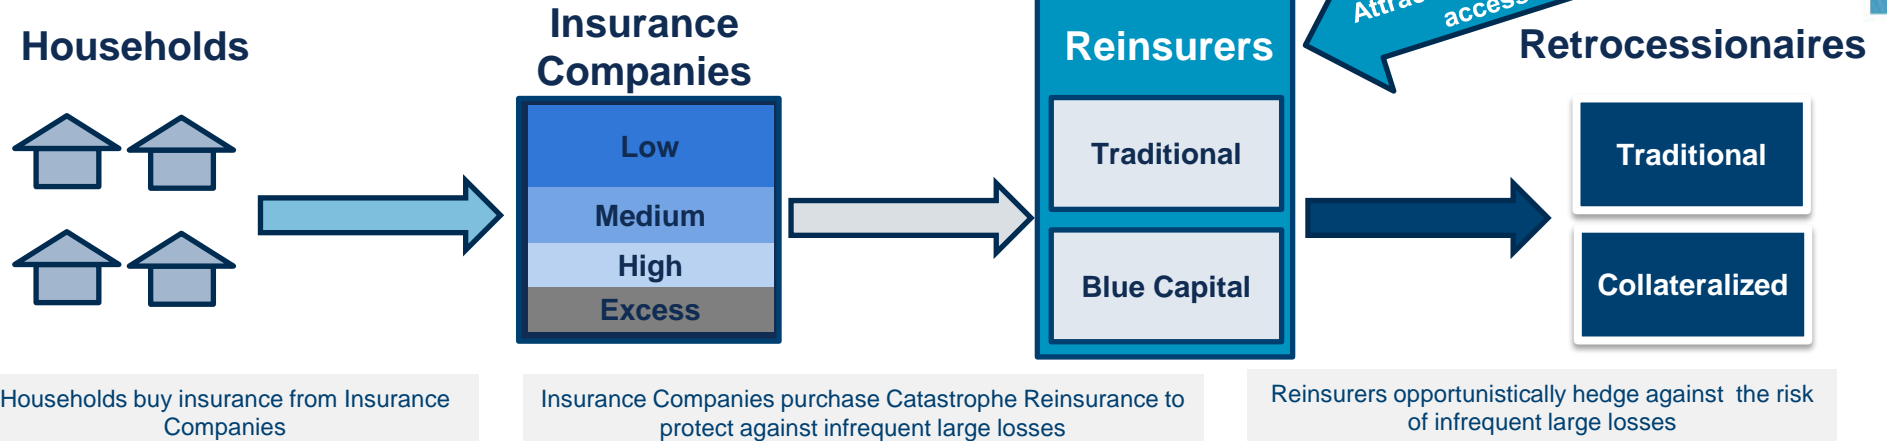 Households
Insurance
Companies
Reinsurers
access
Retrocessionaires
Low
Medium
High
Excess
Traditional
Blue Capital
Traditional
Collateralized
Households buy insurance from Insurance
Companies
Insurance Companies purchase Catastrophe Reinsurance to
protect against infrequent large losses
Reinsurers opportunistically hedge against the risk
of infrequent large losses